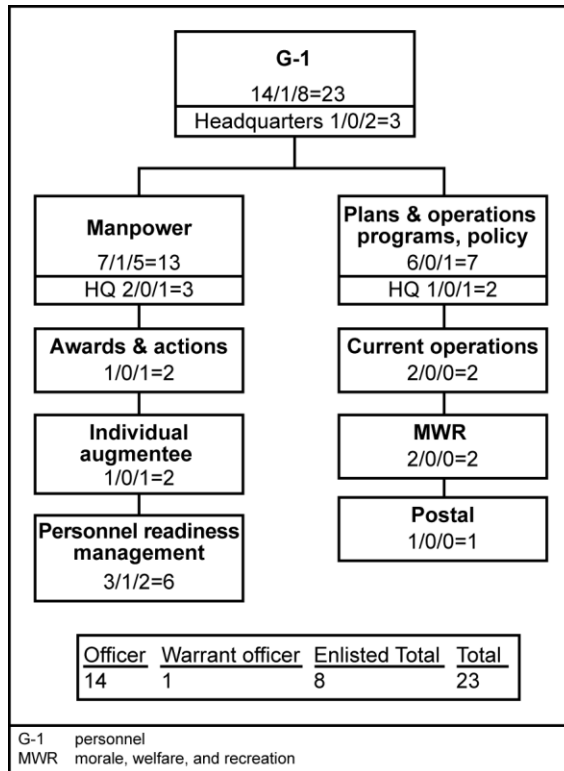 G-1
14/1/8=23
Headquarters 1/0/2=3
Manpower
7/1/5=13
HQ 2/0/1=3
Awards & actions
1/0/1=2
Individual
augmentee
1/0/1=2
Personnel readiness
management
3/1/2=6
Plans & operations
programs, policy
6/0/1=7
HQ 1/0/1=2
Current operations
2/0/0=2
MWR
2/0/0=2
Postal
1/0/0=1
Officer Warrant officer Enlisted Total Total
14 1 8 23
G-1 personnel
MWR morale, welfare, and recreation